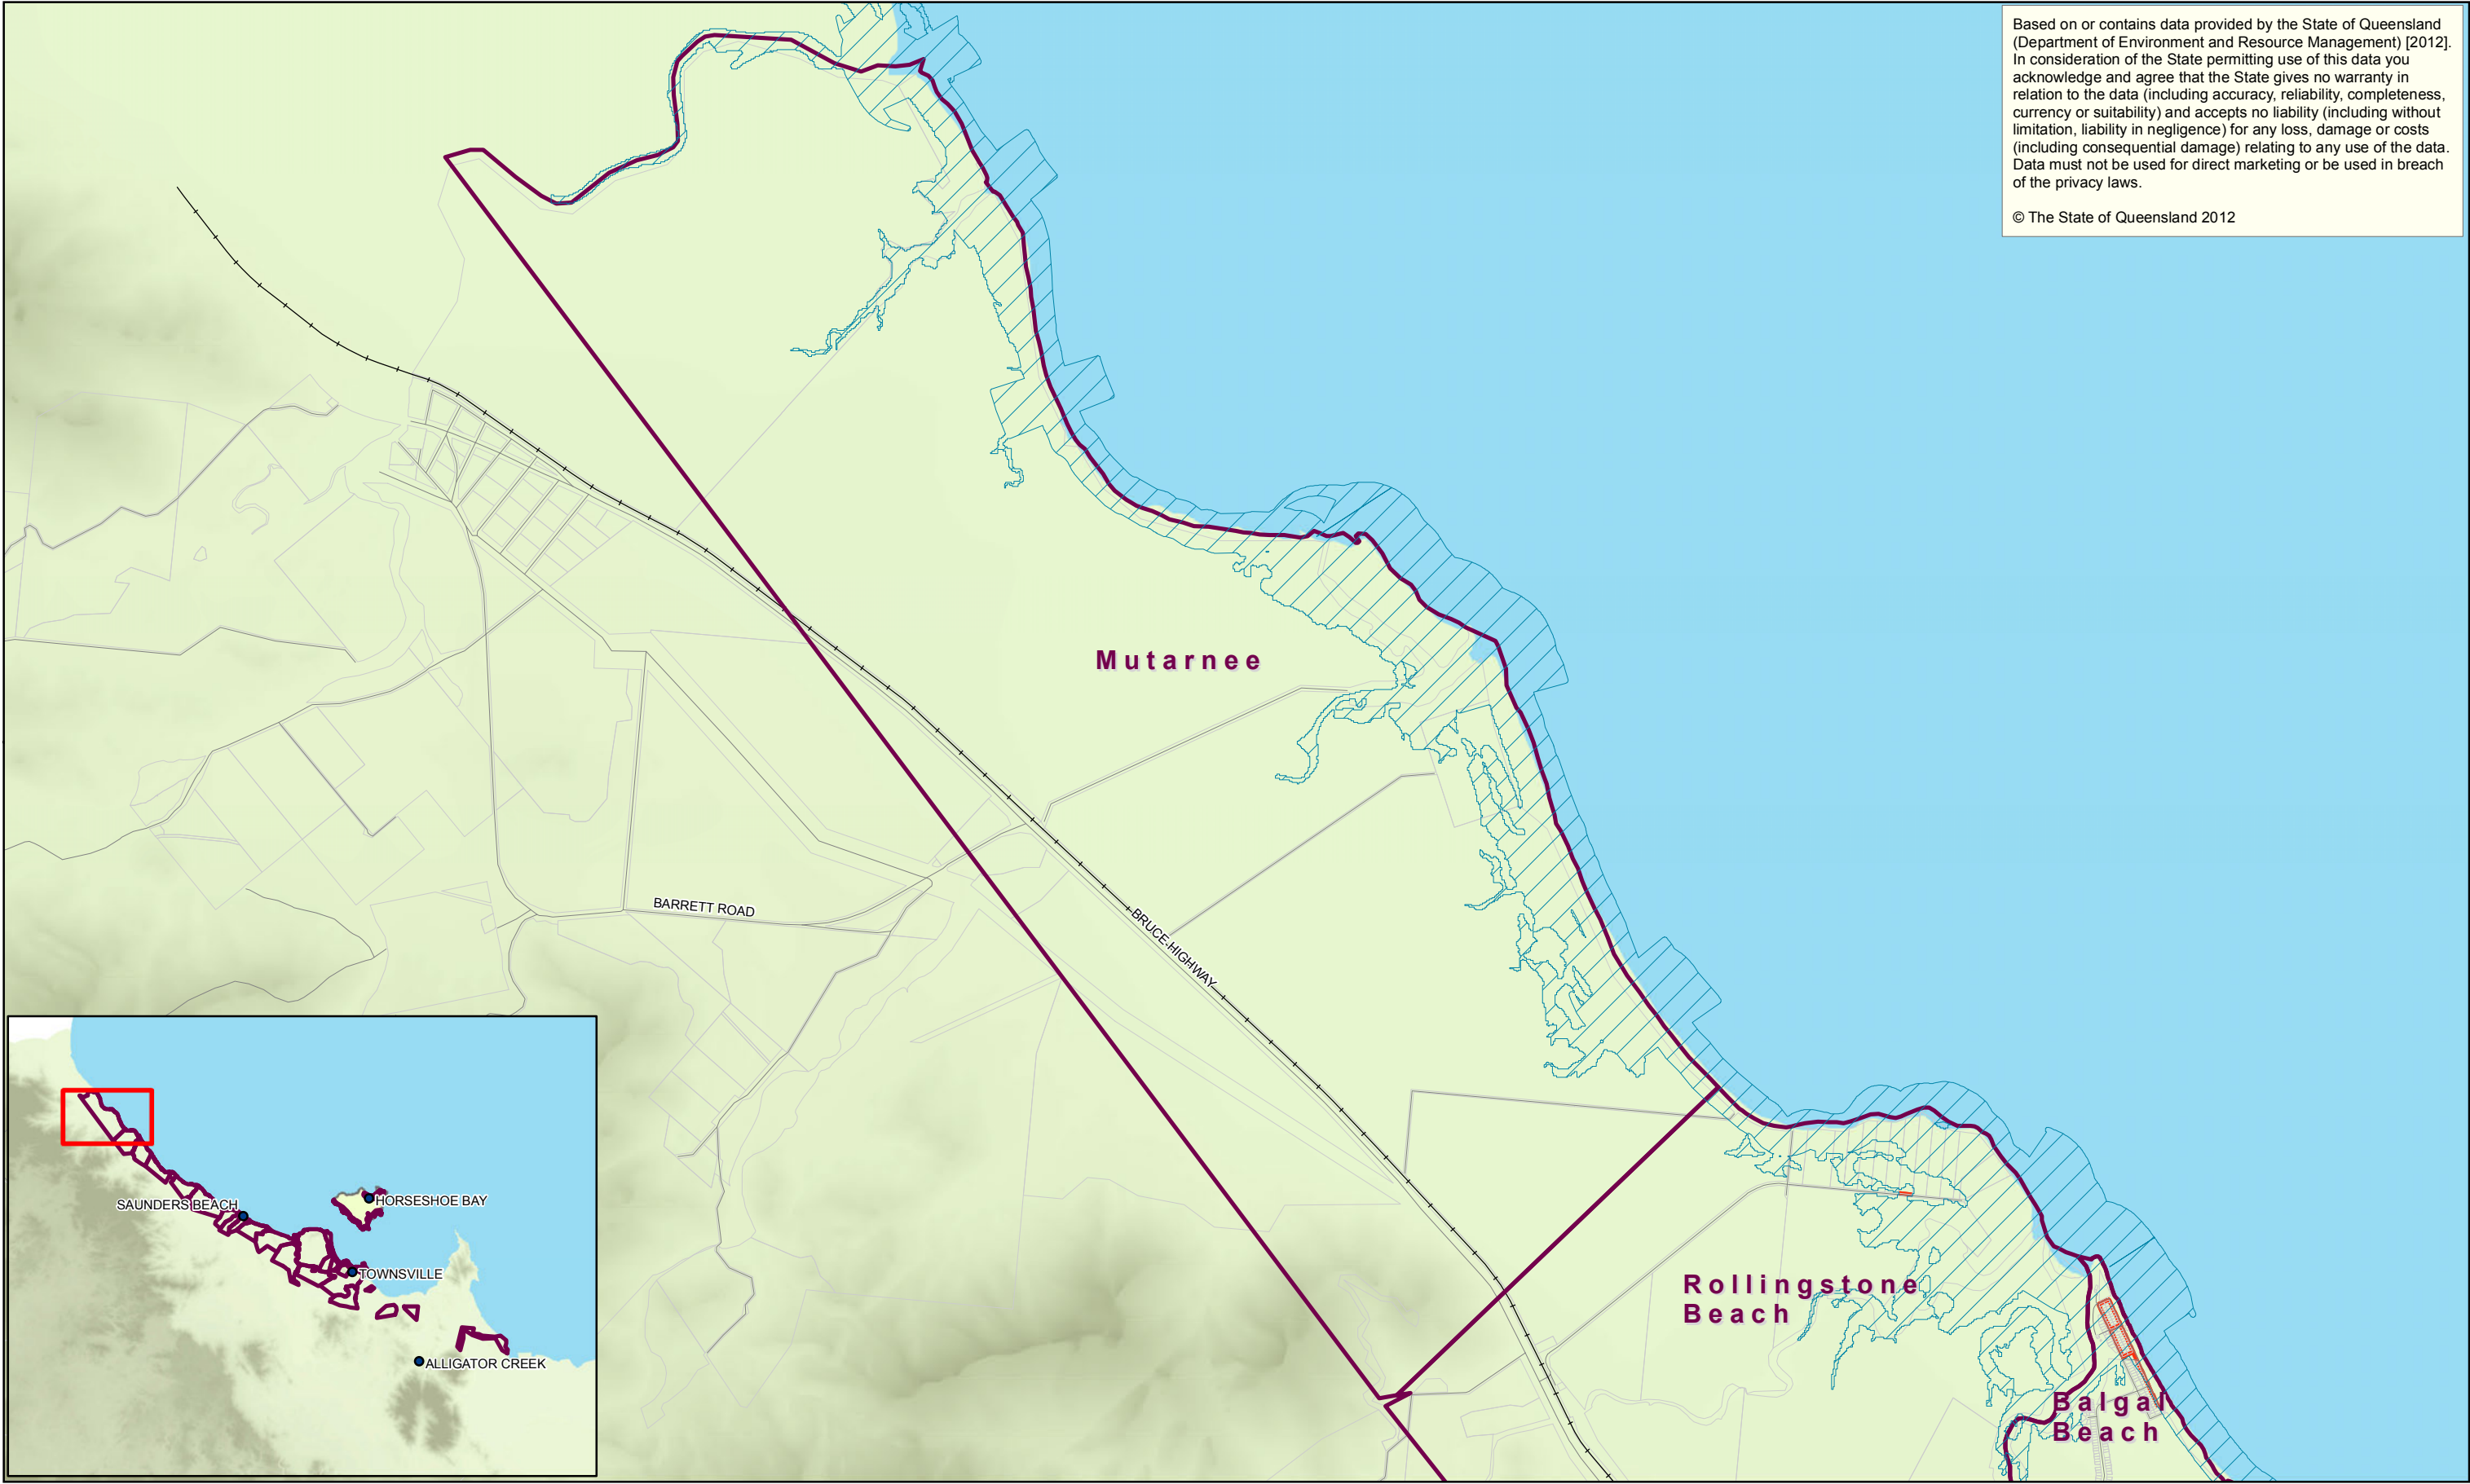 Based on or contains data provided by the State of Queensland
(Department of Environment and Resource Management) [2012].
In consideration of the State permitting use of this data you
acknowledge and agree that the State gives no warranty in
relation to the data (including accuracy, reliability, completeness,
currency or suitability) and accepts no liability (including without
limitation, liability in negligence) for any loss, damage or costs
(including consequential damage) relating to any use of the data.
Data must not be used for direct marketing or be used in breach
of the privacy laws.
© The State of Queensland 2012
Mutarnee
BARRETT ROAD
BRUCE HIGHWAY
Rollingstone
Beach
Balgal
Beach
SAUNDERS BEACH
HORSESHOE BAY
TOWNSVILLE
ALLIGATOR CREEK